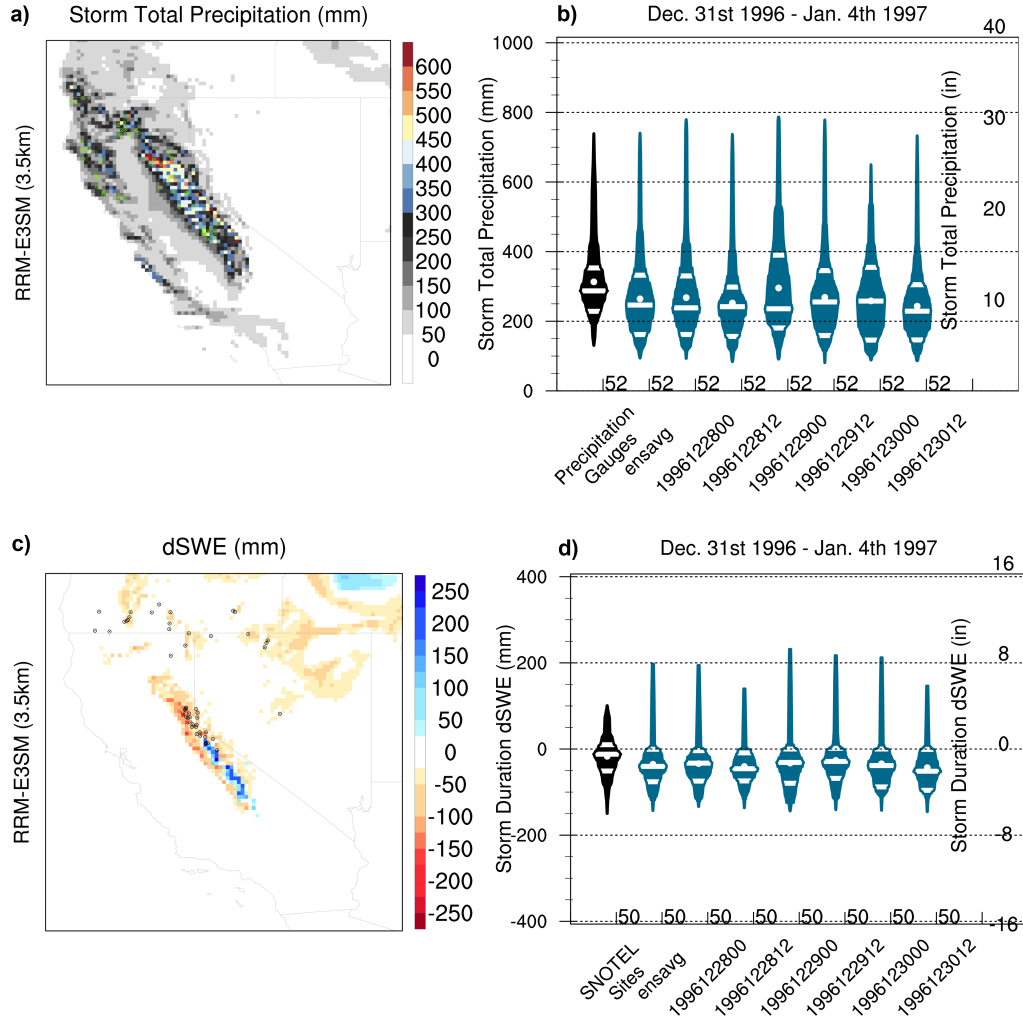 a)
Storm Total Precipitation (mm)
RRM-E3SM (3.5km)
600
550
500
450
400
350
300
250
200
150
100
50
0
b)
Dec. 31st 1996 - Jan. 4th 1997
Storm Total Precipitation (mm)
1000
800
600
400
200
0
Storm Total Precipitation (in)
40
30
20
10
52 52 52 52 52 52 52 52
Precipitation
Gauges
ensavg
1996122800
1996122812
1996122900
1996122912
1996123000
1996123012
c)
dSWE (mm)
RRM-E3SM (3.5km)
250
200
150
100
50
0
-50
-100
-150
-200
-250
d)
Dec. 31st 1996 - Jan. 4th 1997
Storm Duration dSWE (mm)
400
200
0
-200
-400
Storm Duration dSWE (in)
16
8
0
-8
-16
50 50 50 50 50 50 50 50
SNOTEL
Sites
ensavg
1996122800
1996122812
1996122900
1996122912
1996123000
1996123012